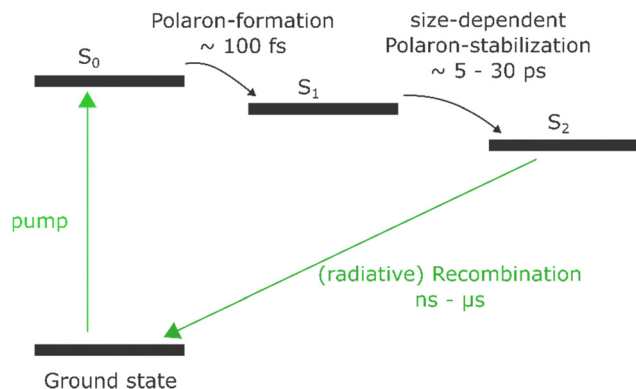 Polaron-formation
~ 100 fs
size-dependent
Polaron-stabilization
~ 5 - 30 ps
S₀
S₁
S₂
pump
(radiative) Recombination
ns - µs
Ground state